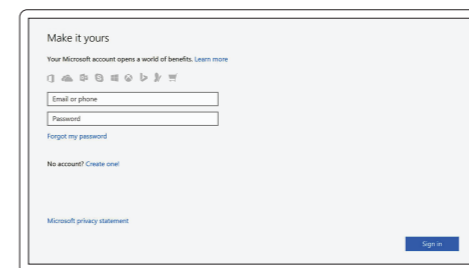 Make it yours
Your Microsoft account opens a world of benefits. Learn more
Email or phone
Password
Forgot my password
No account? Create one!
Microsoft privacy statement
Sign in